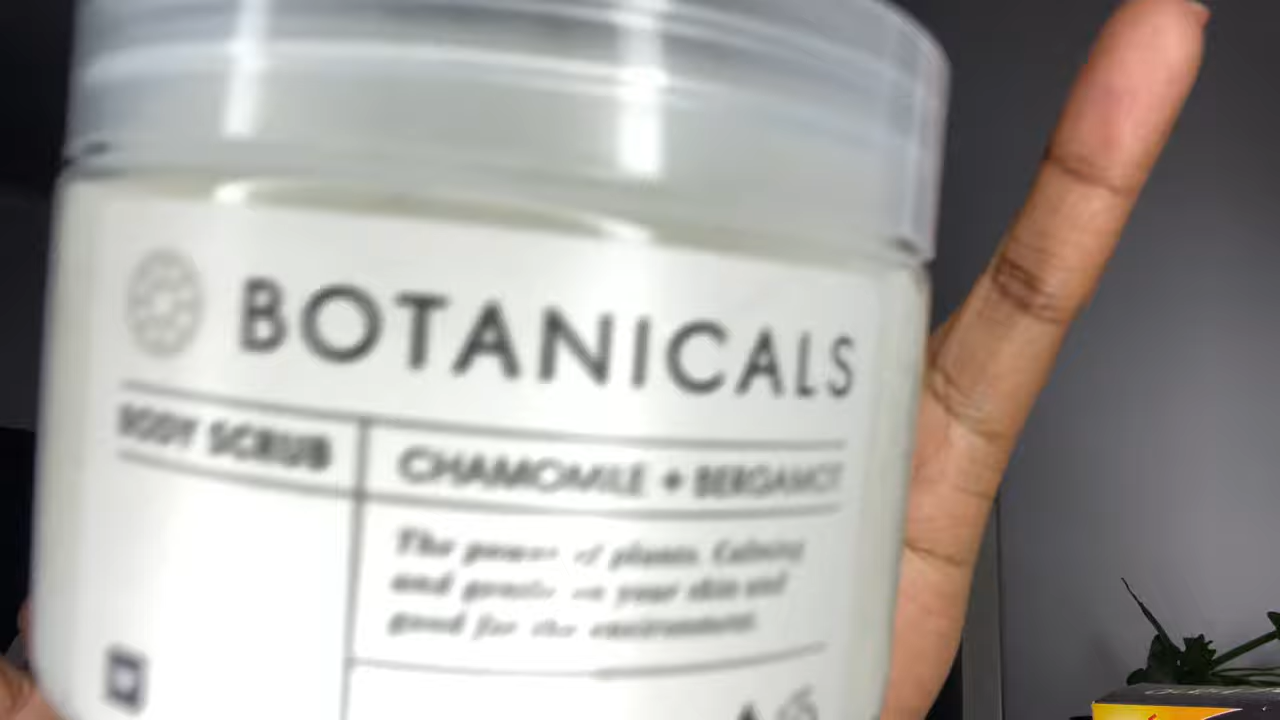 BOTANICALS
BODY SCRUB
CHAMOMILE + BERGAMOT
The power of plants. Calming
and gentle on your skin and
good for the environment.